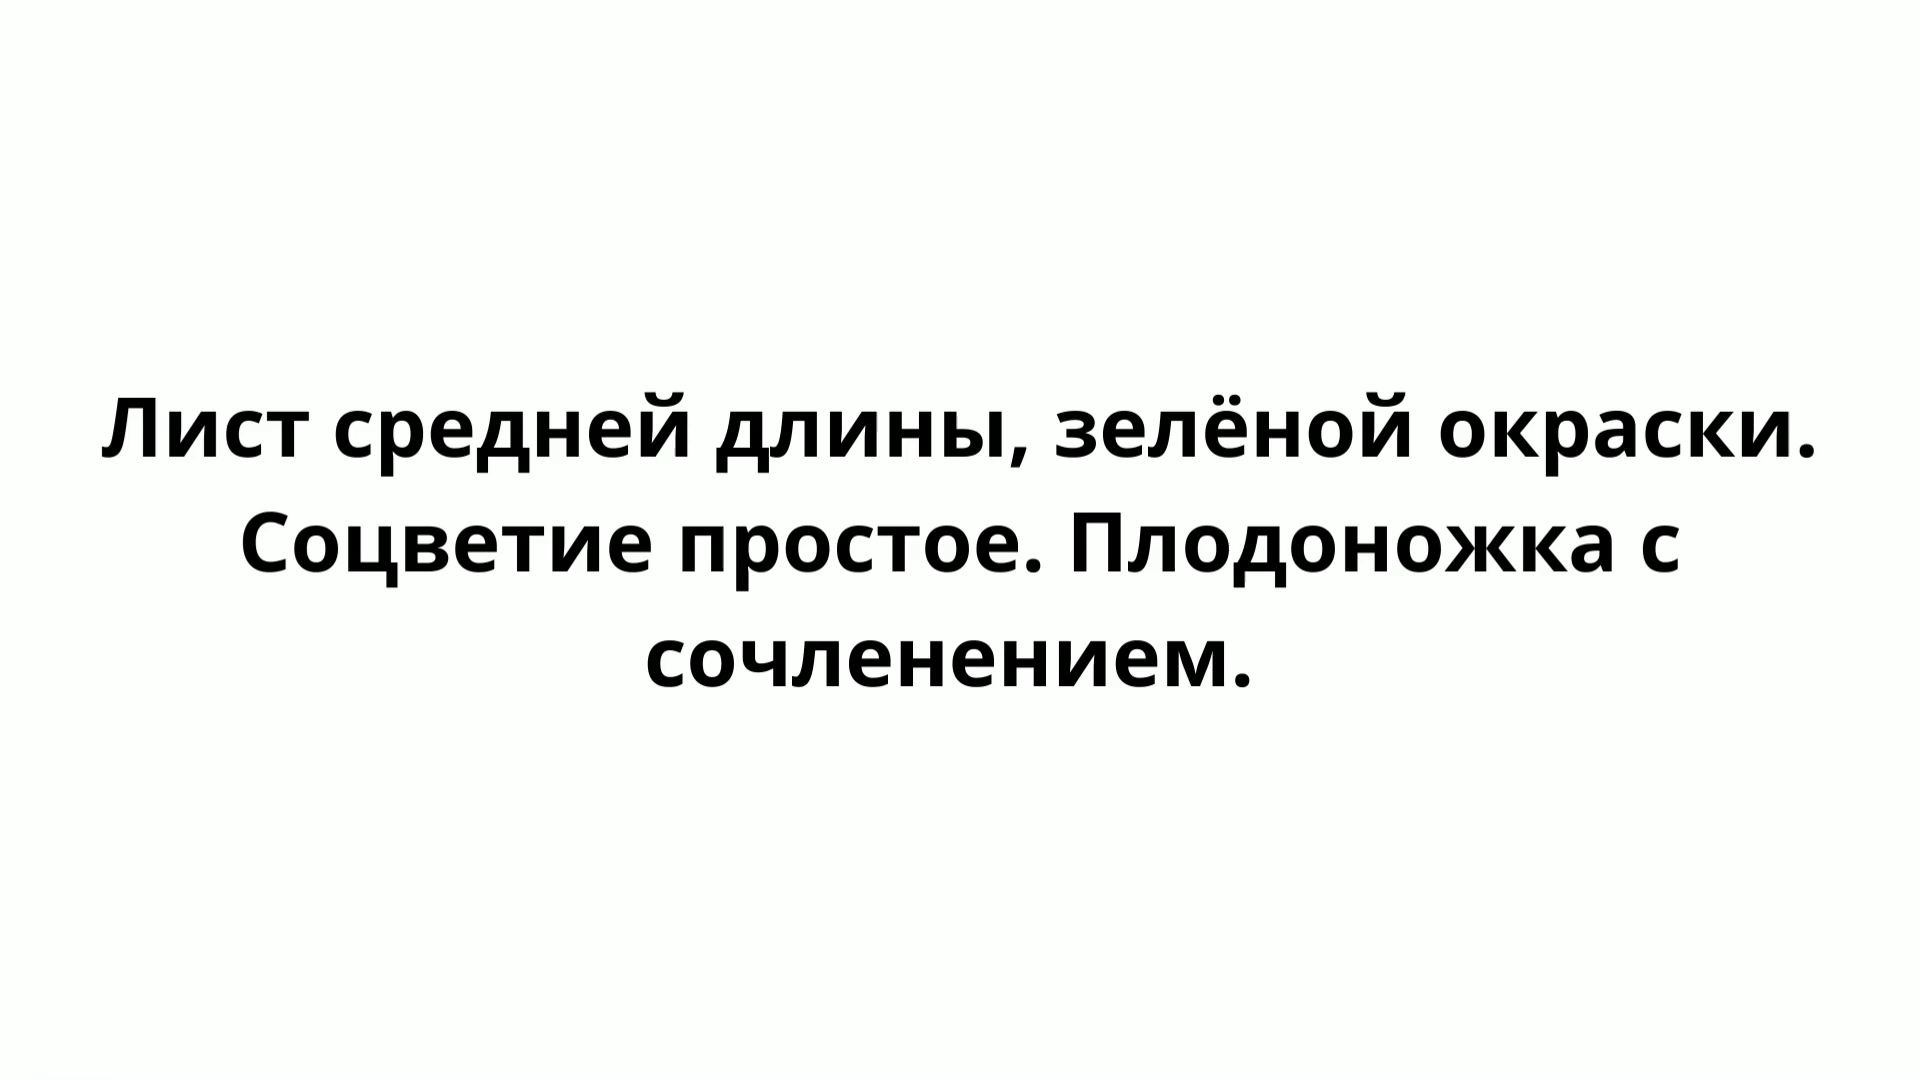 Лист средней длины, зелёной окраски.
Соцветие простое. Плодоножка с
сочленением.